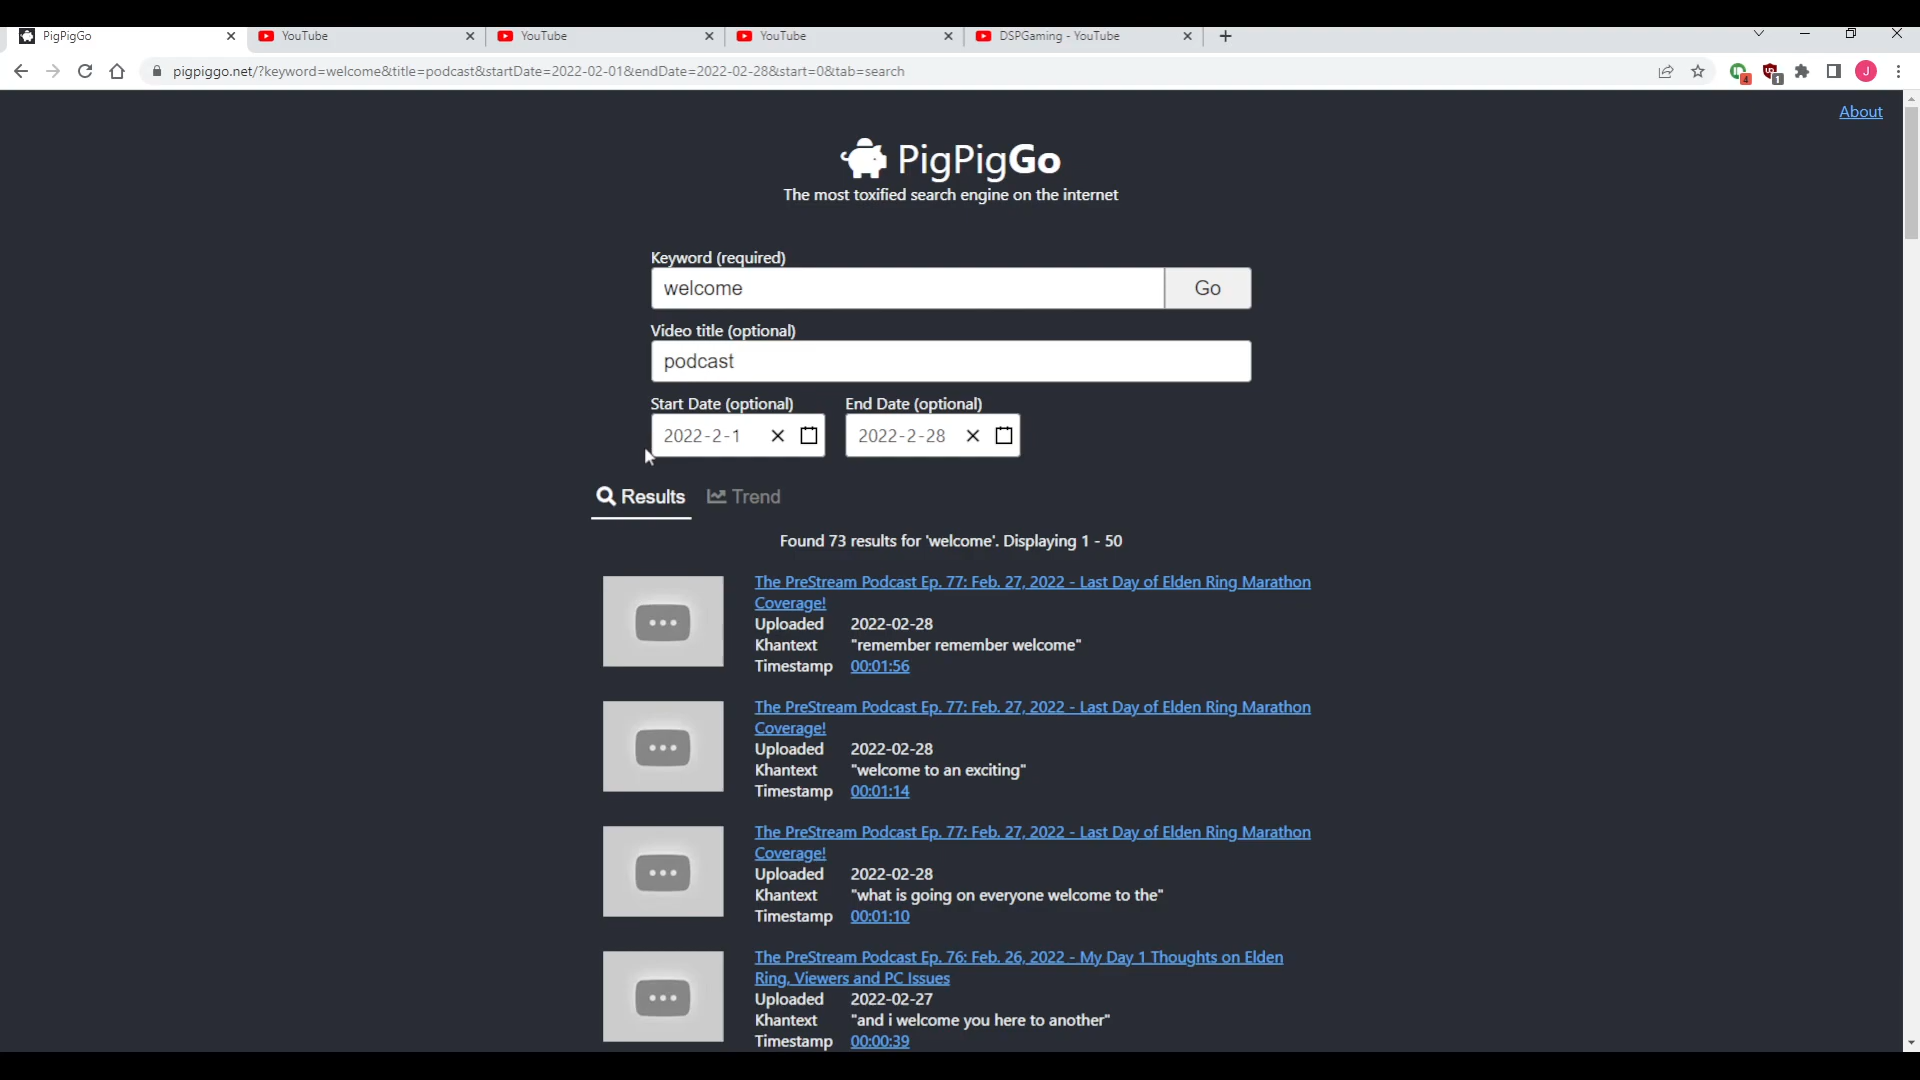 PigPigGo
YouTube
YouTube
YouTube
DSPGaming - YouTube
pigpiggo.net/?keyword=welcome&title=podcast&startDate=2022-02-01&endDate=2022-02-28&start=0&tab=search
4
1
J
About
PigPigGo
The most toxified search engine on the internet
Keyword (required)
welcome Go
Video title (optional)
podcast
Start Date (optional) End Date (optional)
2022-2-1 2022-2-28
Results Trend
Found 73 results for 'welcome'. Displaying 1 - 50
The PreStream Podcast Ep. 77: Feb. 27, 2022 - Last Day of Elden Ring Marathon
Coverage!
Uploaded 2022-02-28
Khantext "remember remember welcome"
Timestamp 00:01:56
The PreStream Podcast Ep. 77: Feb. 27, 2022 - Last Day of Elden Ring Marathon
Coverage!
Uploaded 2022-02-28
Khantext "welcome to an exciting"
Timestamp 00:01:14
The PreStream Podcast Ep. 77: Feb. 27, 2022 - Last Day of Elden Ring Marathon
Coverage!
Uploaded 2022-02-28
Khantext "what is going on everyone welcome to the"
Timestamp 00:01:10
The PreStream Podcast Ep. 76: Feb. 26, 2022 - My Day 1 Thoughts on Elden
Ring, Viewers and PC Issues
Uploaded 2022-02-27
Khantext "and i welcome you here to another"
Timestamp 00:00:39